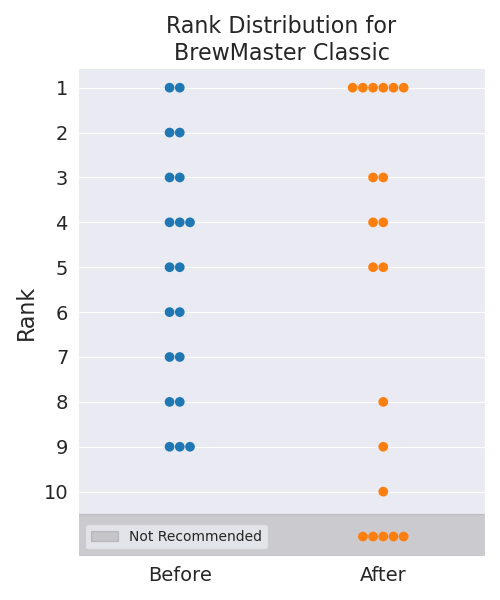 Rank Distribution for
BrewMaster Classic
Rank
1
2
3
4
5
6
7
8
9
10
Not Recommended
Before After